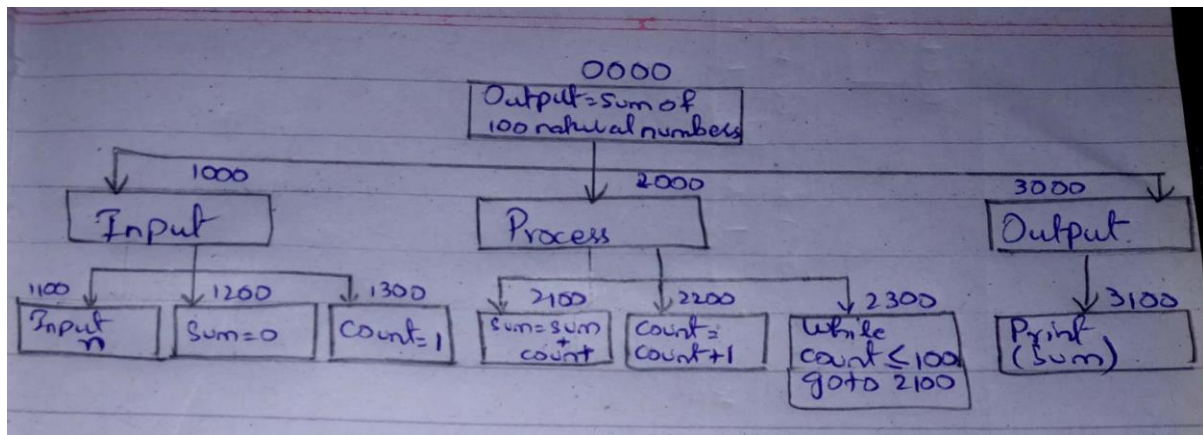 0000
Output=Sum of
100 natural numbers
1000
2000
3000
Input
Process
Output
1100
1200
1300
2100
2200
2300
3100
Input
n
Sum=0
Count=1
Sum=Sum
+
count
count=
count+1
While
count≤100
goto 2100
Print
(Sum)